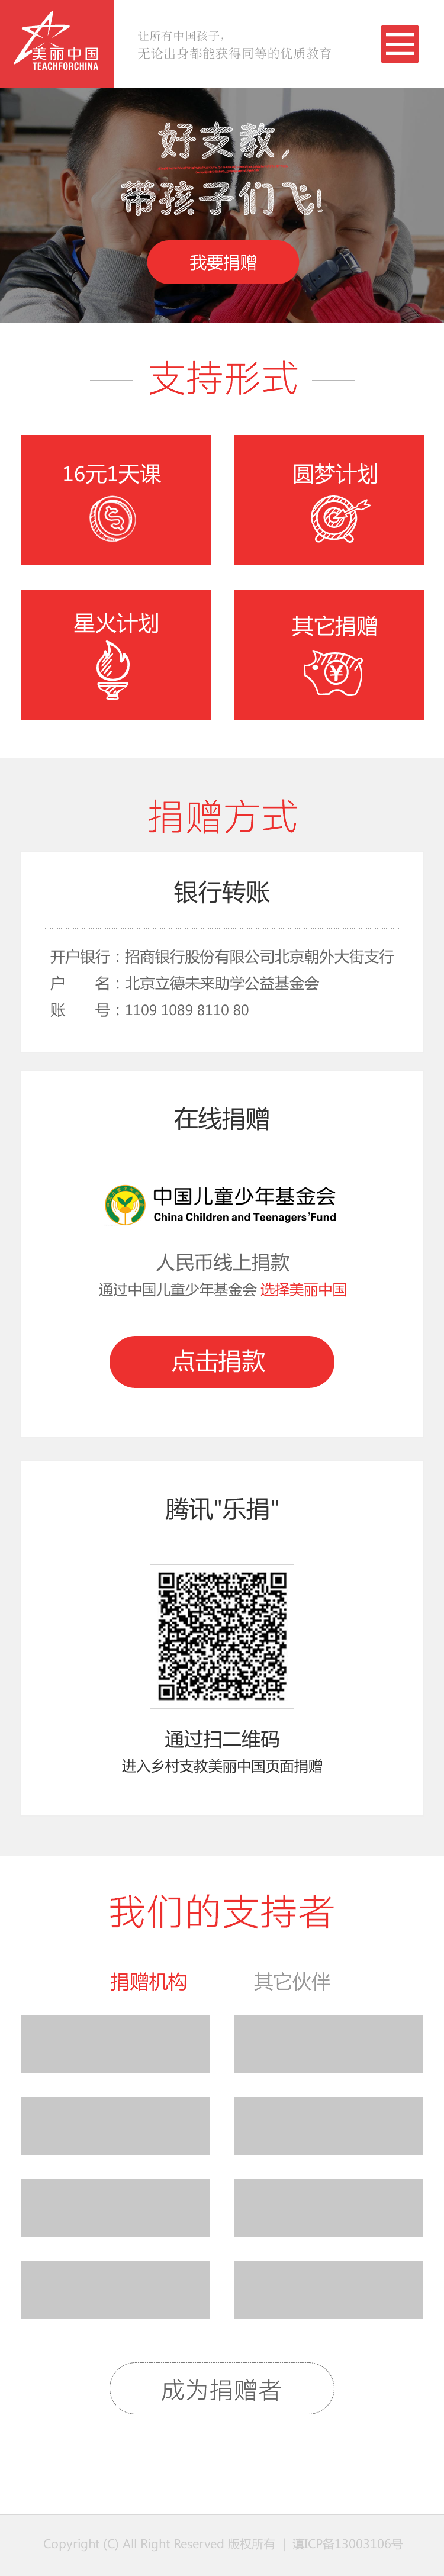 美丽中国
TEACHFORCHINA
让所有中国孩子，
无论出身都能获得同等的优质教育
好支教，
带孩子们飞！
我要捐赠
支持形式
16元1天课
圆梦计划
星火计划
其它捐赠
捐赠方式
银行转账
开户银行：招商银行股份有限公司北京朝外大街支行
户　　名：北京立德未来助学公益基金会
账　　号：1109 1089 8110 80
在线捐赠
中国儿童少年基金会
China Children and Teenagers'Fund
人民币线上捐款
通过中国儿童少年基金会 选择美丽中国
点击捐款
腾讯"乐捐"
通过扫二维码
进入乡村支教美丽中国页面捐赠
我们的支持者
捐赠机构
其它伙伴
成为捐赠者
Copyright (C) All Right Reserved 版权所有 | 滇ICP备13003106号